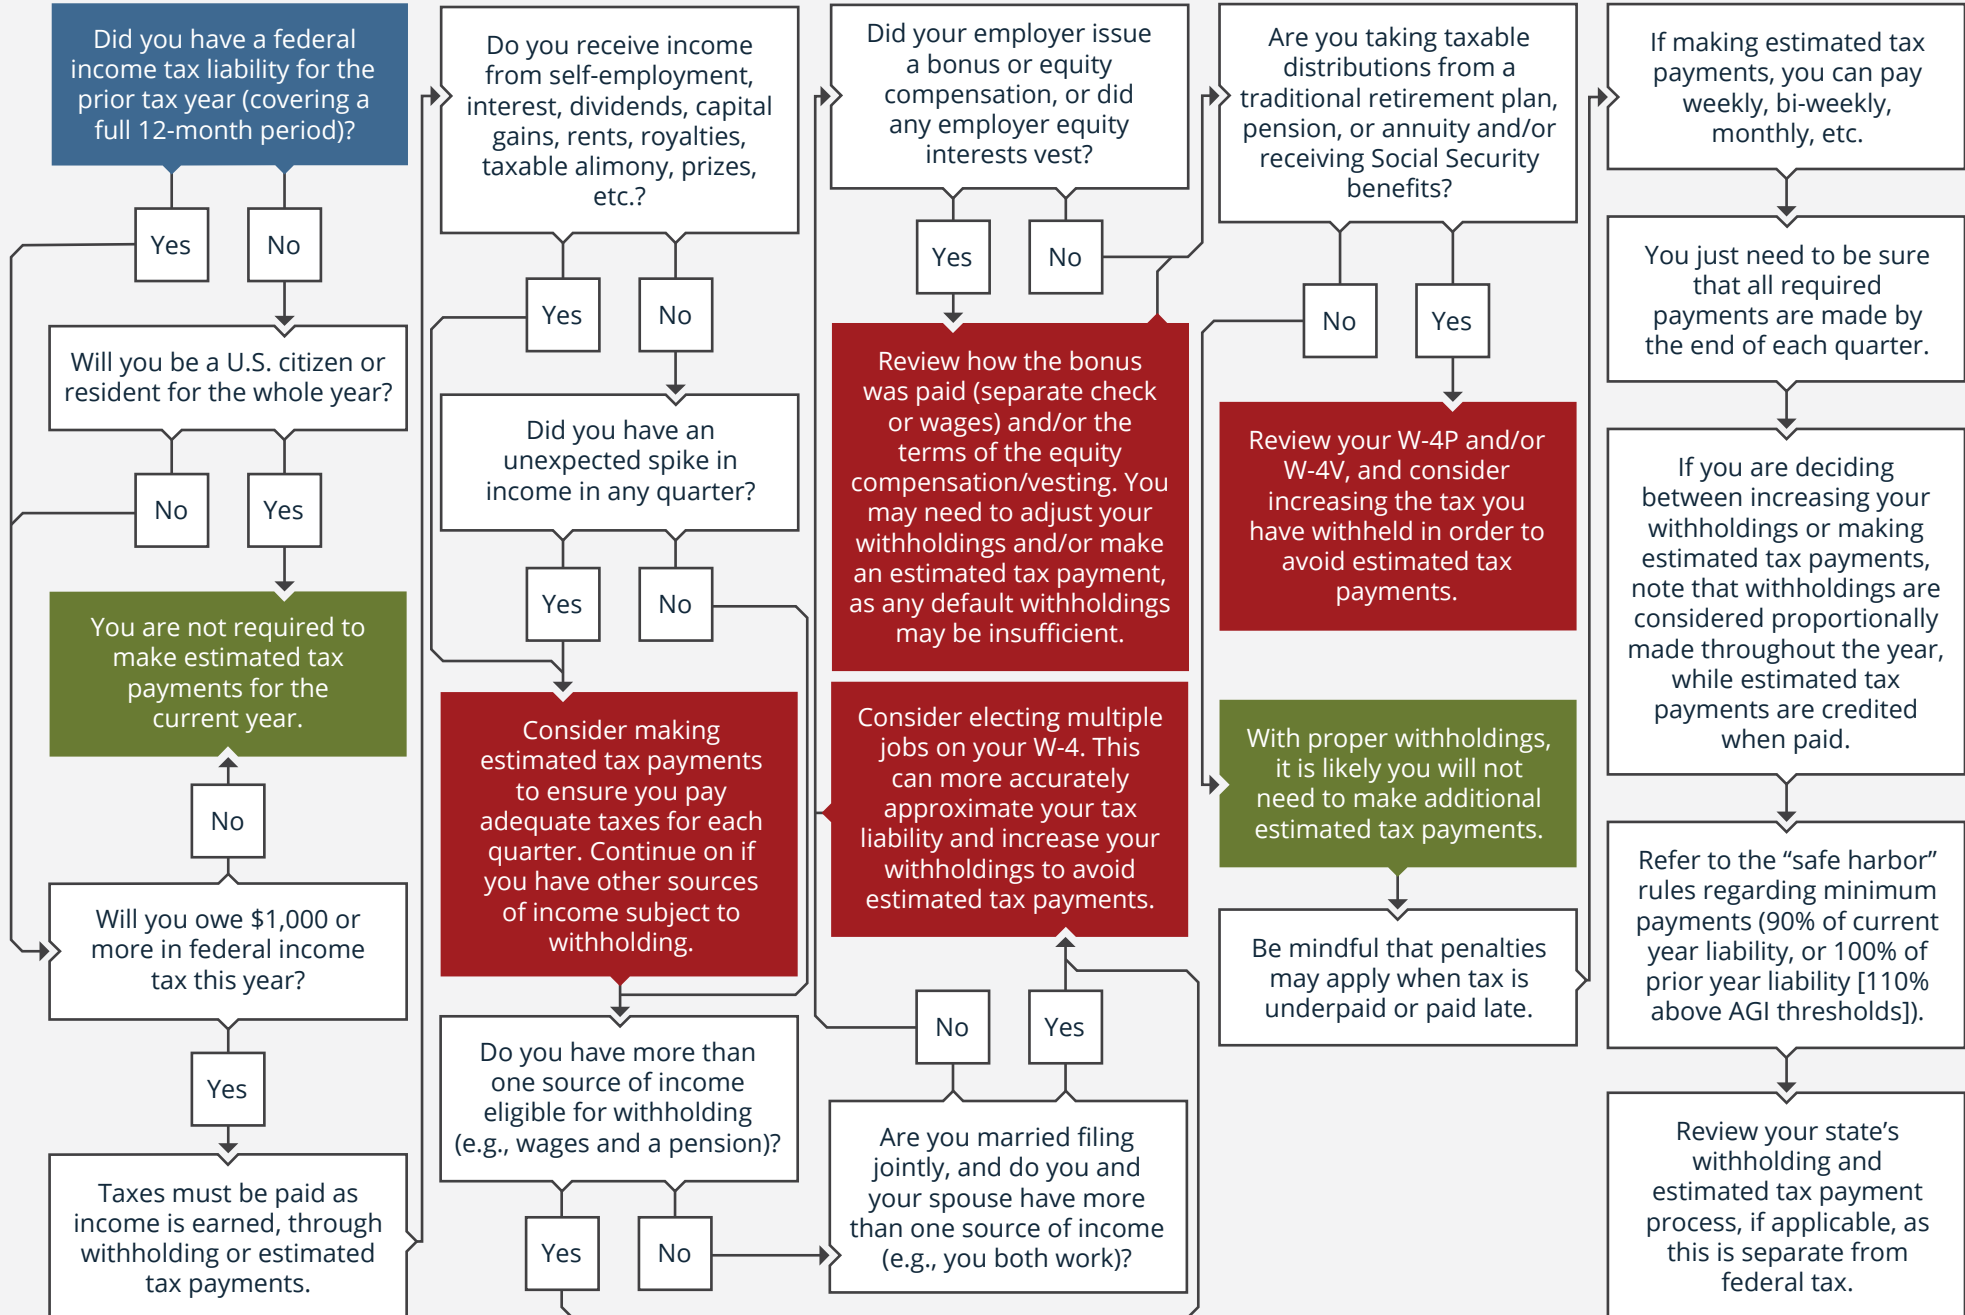 Did you have a federal
income tax liability for the
prior tax year (covering a
full 12-month period)?
Yes
No
Will you be a U.S. citizen or
resident for the whole year?
No
Yes
You are not required to
make estimated tax
payments for the
current year.
No
Will you owe $1,000 or
more in federal income
tax this year?
Yes
Taxes must be paid as
income is earned, through
withholding or estimated
tax payments.
Do you receive income
from self-employment,
interest, dividends, capital
gains, rents, royalties,
taxable alimony, prizes,
etc.?
Yes
No
Did you have an
unexpected spike in
income in any quarter?
Yes
No
Consider making
estimated tax payments
to ensure you pay
adequate taxes for each
quarter. Continue on if
you have other sources
of income subject to
withholding.
Do you have more than
one source of income
eligible for withholding
(e.g., wages and a pension)?
Yes
No
Did your employer issue
a bonus or equity
compensation, or did
any employer equity
interests vest?
Yes
No
Review how the bonus
was paid (separate check
or wages) and/or the
terms of the equity
compensation/vesting. You
may need to adjust your
withholdings and/or make
an estimated tax payment,
as any default withholdings
may be insufficient.
Consider electing multiple
jobs on your W-4. This
can more accurately
approximate your tax
liability and increase your
withholdings to avoid
estimated tax payments.
No
Yes
Are you married filing
jointly, and do you and
your spouse have more
than one source of income
(e.g., you both work)?
Are you taking taxable
distributions from a
traditional retirement plan,
pension, or annuity and/or
receiving Social Security
benefits?
No
Yes
Review your W-4P and/or
W-4V, and consider
increasing the tax you
have withheld in order to
avoid estimated tax
payments.
With proper withholdings,
it is likely you will not
need to make additional
estimated tax payments.
Be mindful that penalties
may apply when tax is
underpaid or paid late.
If making estimated tax
payments, you can pay
weekly, bi-weekly,
monthly, etc.
You just need to be sure
that all required
payments are made by
the end of each quarter.
If you are deciding
between increasing your
withholdings or making
estimated tax payments,
note that withholdings are
considered proportionally
made throughout the year,
while estimated tax
payments are credited
when paid.
Refer to the “safe harbor”
rules regarding minimum
payments (90% of current
year liability, or 100% of
prior year liability [110%
above AGI thresholds]).
Review your state’s
withholding and
estimated tax payment
process, if applicable, as
this is separate from
federal tax.